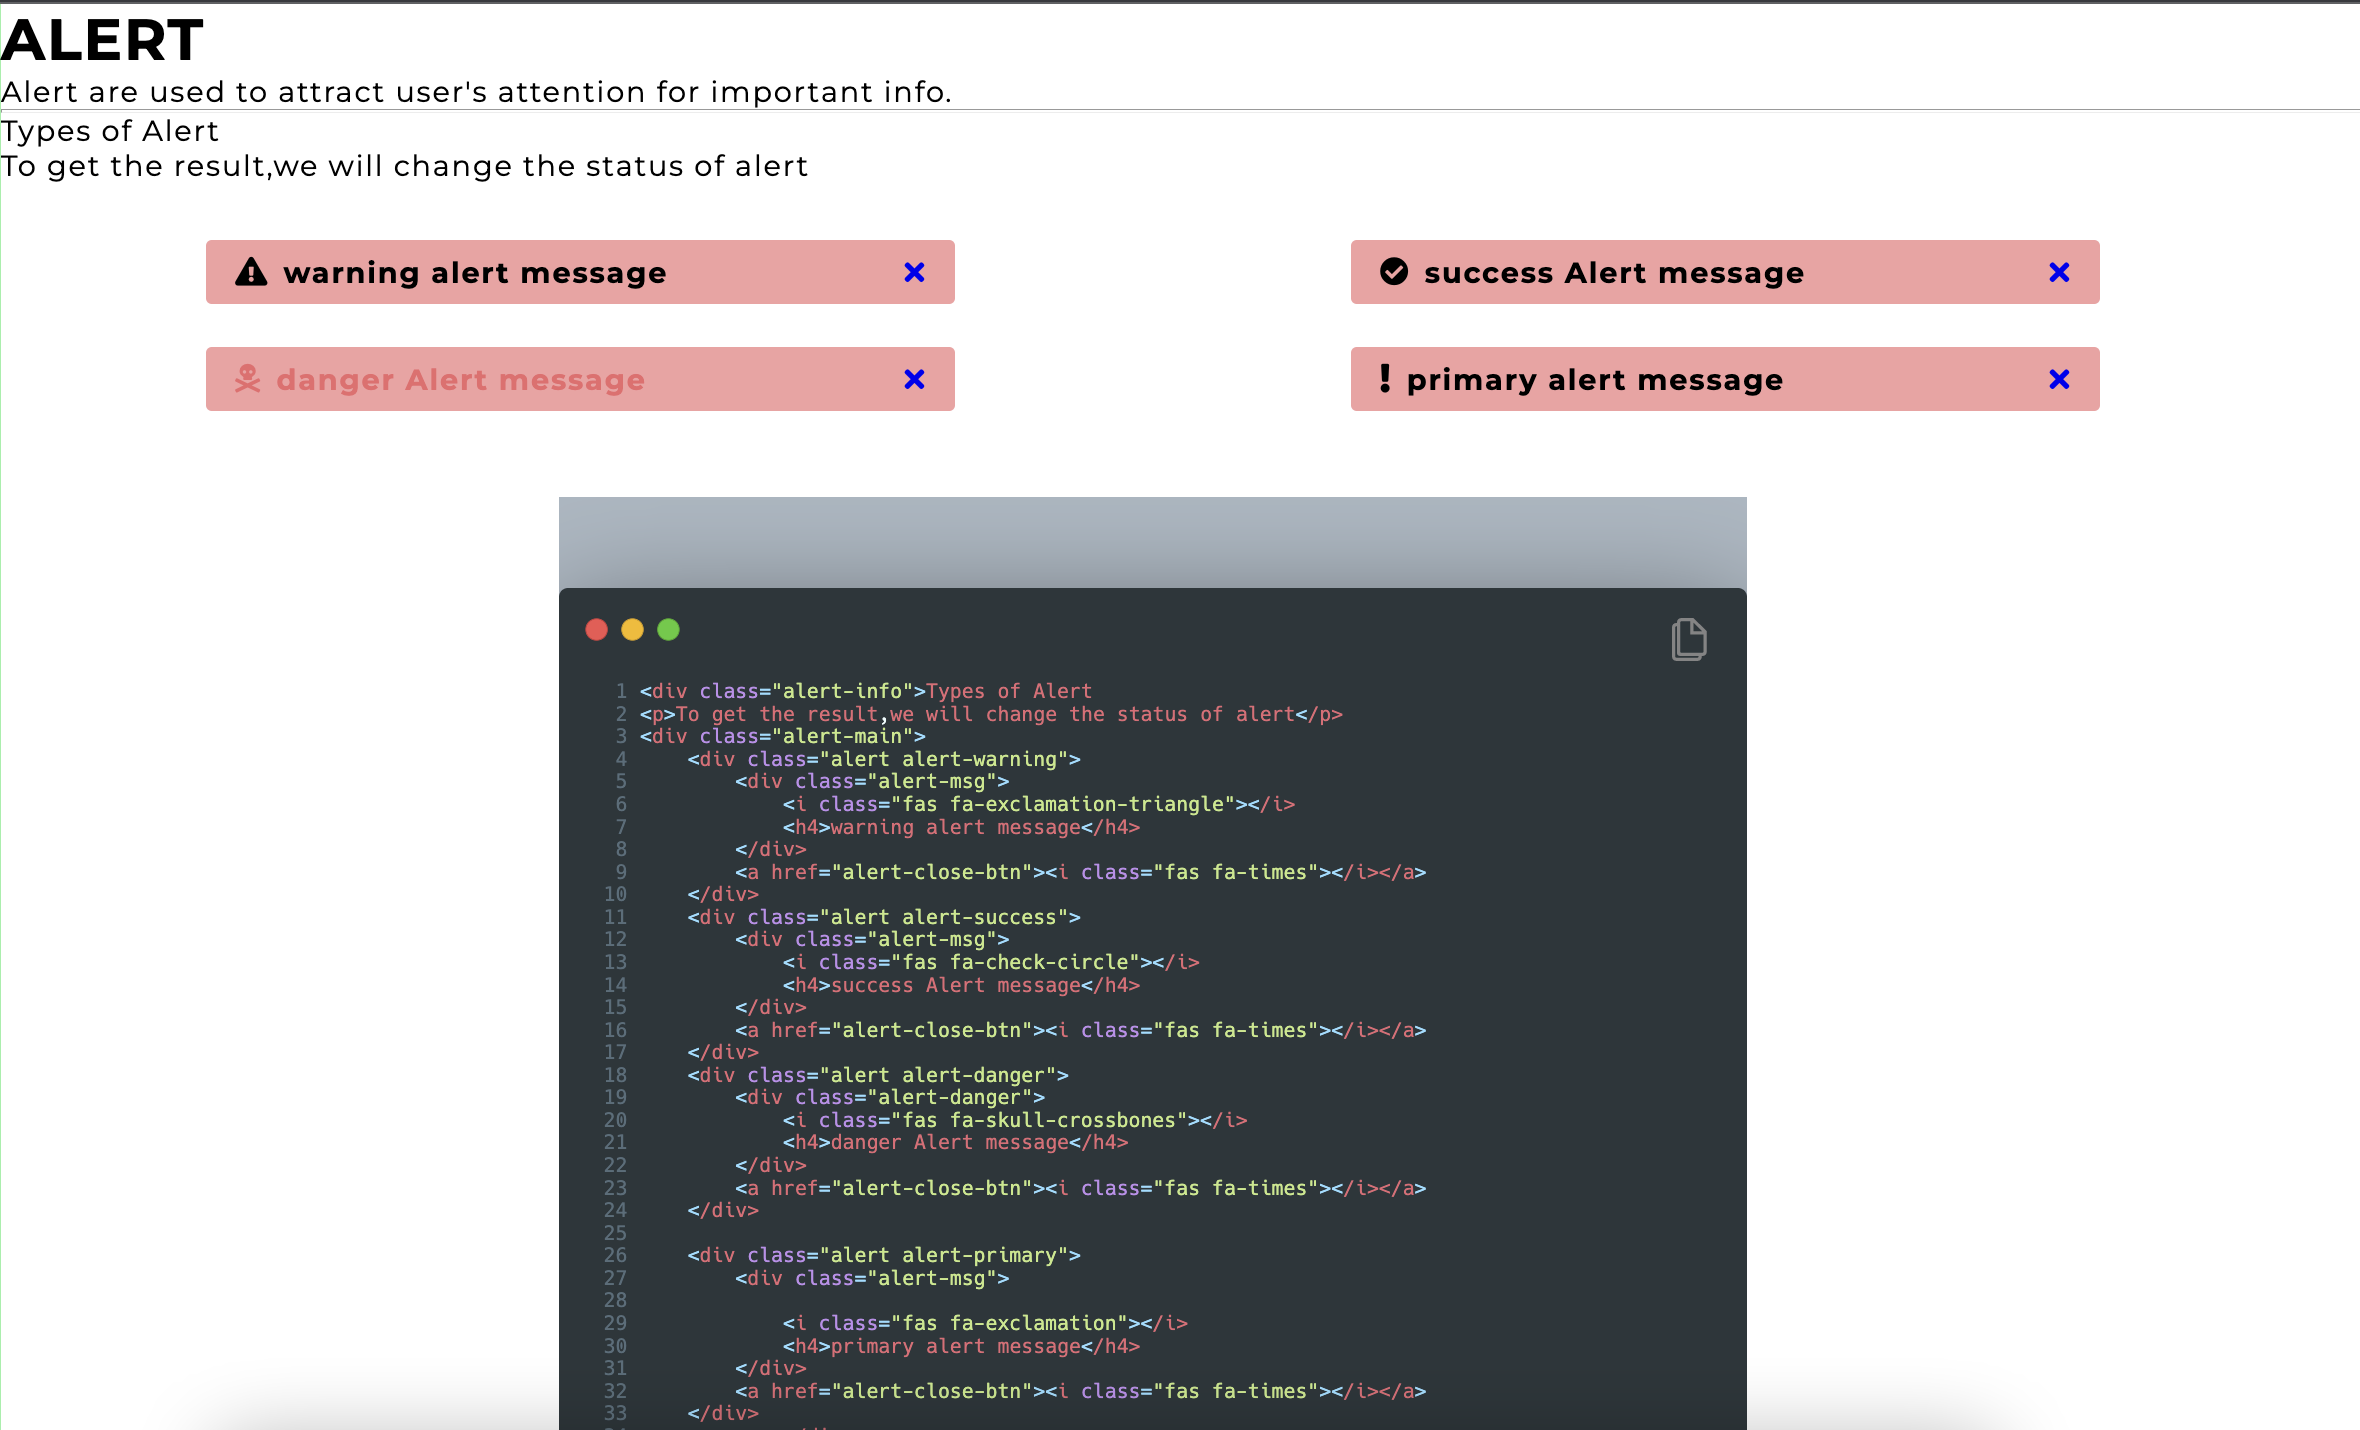 ALERT
Alert are used to attract user's attention for important info.
Types of Alert
To get the result,we will change the status of alert
warning alert message
success Alert message
danger Alert message
primary alert message
1 <div class="alert-info">Types of Alert
2 <p>To get the result,we will change the status of alert</p>
3 <div class="alert-main">
4 <div class="alert alert-warning">
5 <div class="alert-msg">
6 <i class="fas fa-exclamation-triangle"></i>
7 <h4>warning alert message</h4>
8 </div>
9 <a href="alert-close-btn"><i class="fas fa-times"></i></a>
10 </div>
11 <div class="alert alert-success">
12 <div class="alert-msg">
13 <i class="fas fa-check-circle"></i>
14 <h4>success Alert message</h4>
15 </div>
16 <a href="alert-close-btn"><i class="fas fa-times"></i></a>
17 </div>
18 <div class="alert alert-danger">
19 <div class="alert-danger">
20 <i class="fas fa-skull-crossbones"></i>
21 <h4>danger Alert message</h4>
22 </div>
23 <a href="alert-close-btn"><i class="fas fa-times"></i></a>
24 </div>
25
26 <div class="alert alert-primary">
27 <div class="alert-msg">
28
29 <i class="fas fa-exclamation"></i>
30 <h4>primary alert message</h4>
31 </div>
32 <a href="alert-close-btn"><i class="fas fa-times"></i></a>
33 </div>